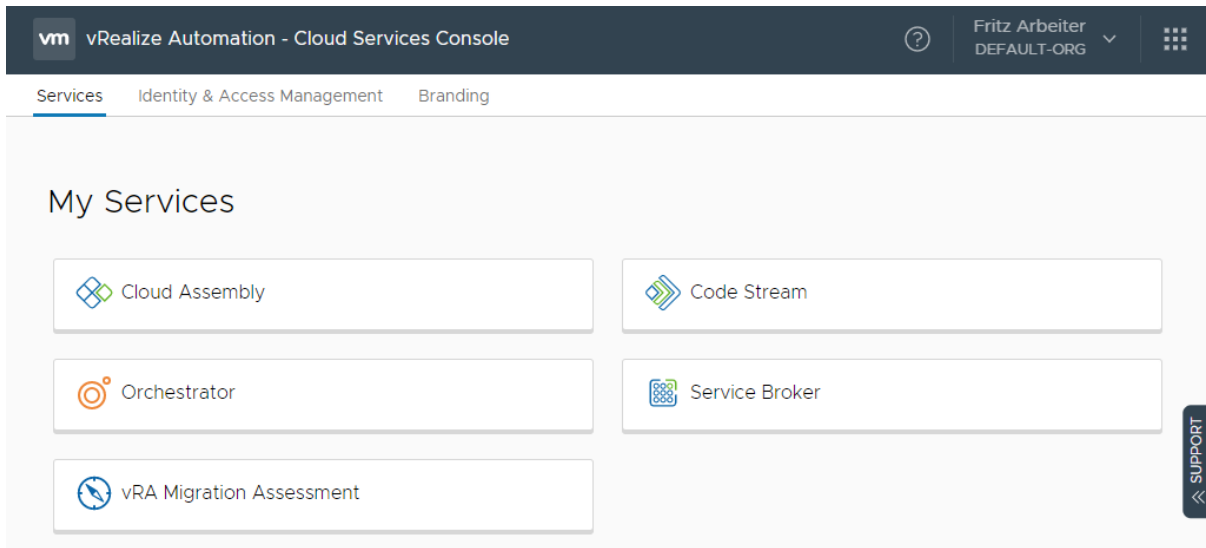 vm vRealize Automation - Cloud Services Console
Fritz Arbeiter
DEFAULT-ORG
Services Identity & Access Management Branding
My Services
Cloud Assembly
Code Stream
Orchestrator
Service Broker
vRA Migration Assessment
SUPPORT